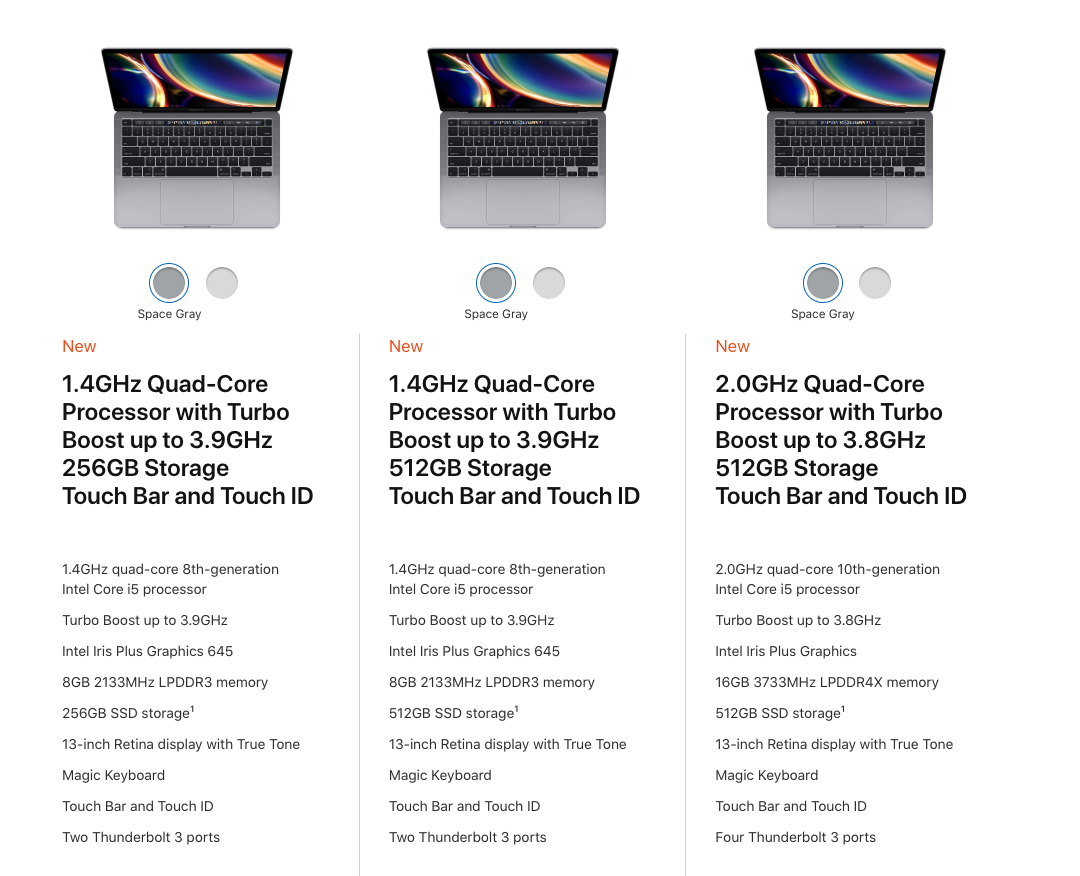 Space Gray
New
1.4GHz Quad-Core
Processor with Turbo
Boost up to 3.9GHz
256GB Storage
Touch Bar and Touch ID
1.4GHz quad-core 8th-generation
Intel Core i5 processor
Turbo Boost up to 3.9GHz
Intel Iris Plus Graphics 645
8GB 2133MHz LPDDR3 memory
256GB SSD storage¹
13-inch Retina display with True Tone
Magic Keyboard
Touch Bar and Touch ID
Two Thunderbolt 3 ports
Space Gray
New
1.4GHz Quad-Core
Processor with Turbo
Boost up to 3.9GHz
512GB Storage
Touch Bar and Touch ID
1.4GHz quad-core 8th-generation
Intel Core i5 processor
Turbo Boost up to 3.9GHz
Intel Iris Plus Graphics 645
8GB 2133MHz LPDDR3 memory
512GB SSD storage¹
13-inch Retina display with True Tone
Magic Keyboard
Touch Bar and Touch ID
Two Thunderbolt 3 ports
Space Gray
New
2.0GHz Quad-Core
Processor with Turbo
Boost up to 3.8GHz
512GB Storage
Touch Bar and Touch ID
2.0GHz quad-core 10th-generation
Intel Core i5 processor
Turbo Boost up to 3.8GHz
Intel Iris Plus Graphics
16GB 3733MHz LPDDR4X memory
512GB SSD storage¹
13-inch Retina display with True Tone
Magic Keyboard
Touch Bar and Touch ID
Four Thunderbolt 3 ports